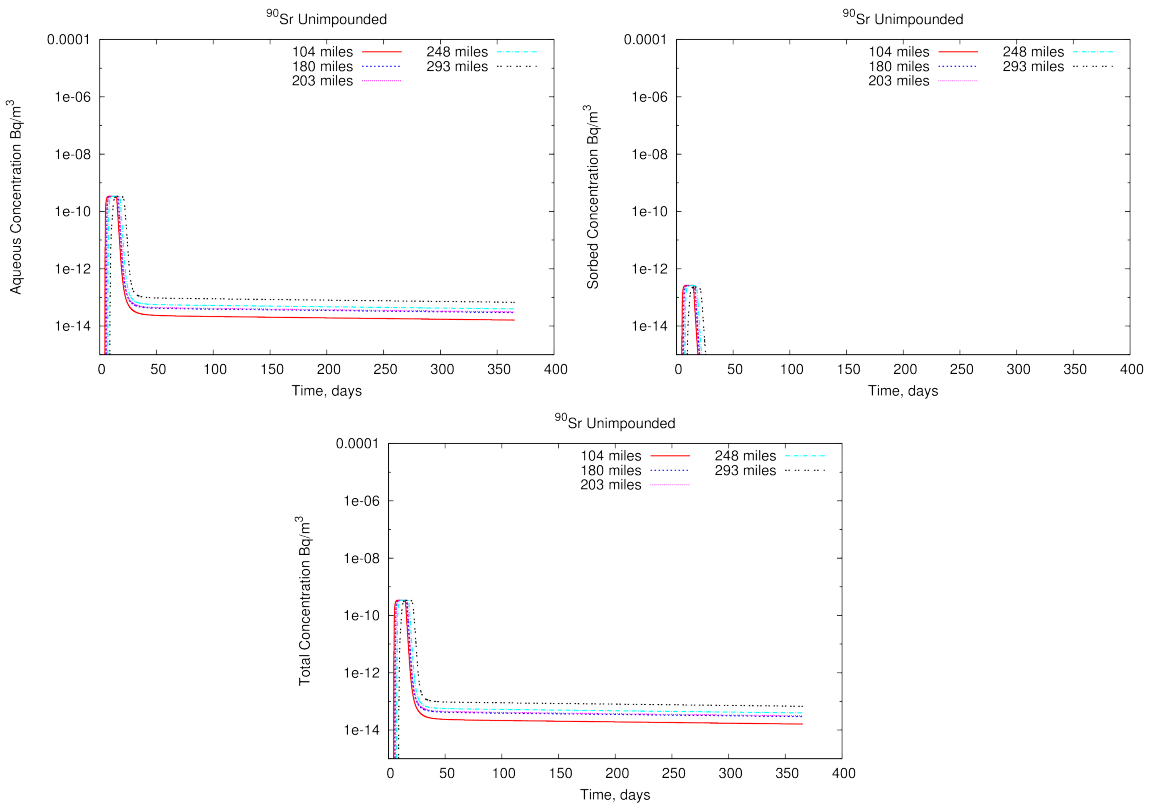 ⁹⁰Sr Unimpounded
0.0001
1e-06
1e-08
1e-10
1e-12
1e-14
Aqueous Concentration Bq/m³
104 miles
180 miles
203 miles
248 miles
293 miles
0 50 100 150 200 250 300 350 400
Time, days
⁹⁰Sr Unimpounded
0.0001
1e-06
1e-08
1e-10
1e-12
1e-14
Sorbed Concentration Bq/m³
104 miles
180 miles
203 miles
248 miles
293 miles
0 50 100 150 200 250 300 350 400
Time, days
⁹⁰Sr Unimpounded
0.0001
1e-06
1e-08
1e-10
1e-12
1e-14
Total Concentration Bq/m³
104 miles
180 miles
203 miles
248 miles
293 miles
0 50 100 150 200 250 300 350 400
Time, days